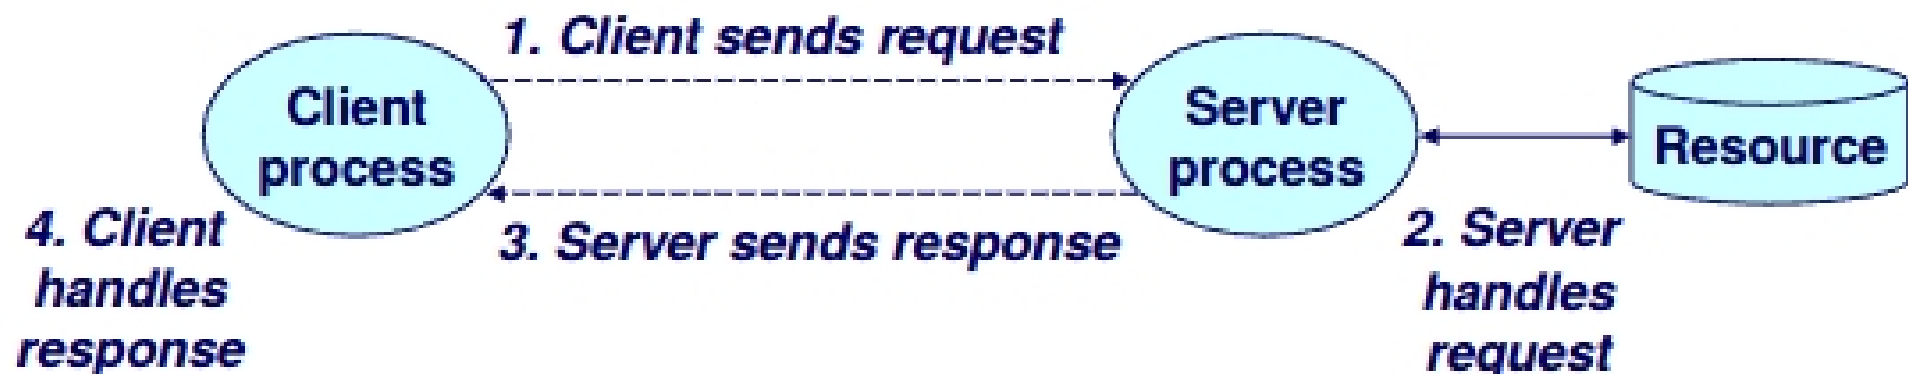 1. Client sends request
Client
process
Server
process
Resource
3. Server sends response
4. Client
handles
response
2. Server
handles
request